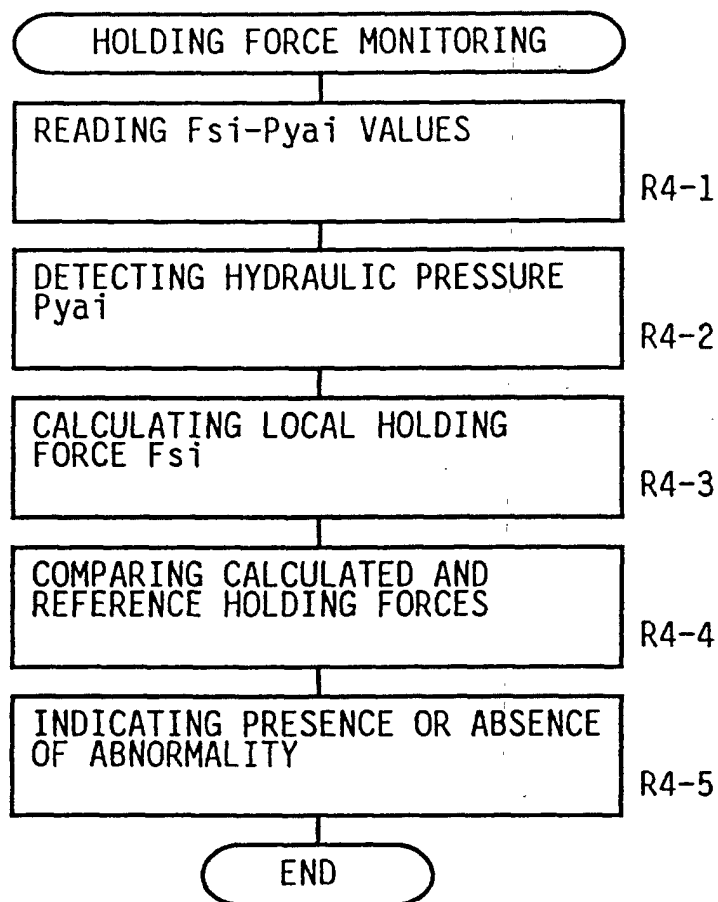 HOLDING FORCE MONITORING
READING Fsi-Pyai VALUES
R4-1
DETECTING HYDRAULIC PRESSURE
Pyai
R4-2
CALCULATING LOCAL HOLDING
FORCE Fsi
R4-3
COMPARING CALCULATED AND
REFERENCE HOLDING FORCES
R4-4
INDICATING PRESENCE OR ABSENCE
OF ABNORMALITY
R4-5
END